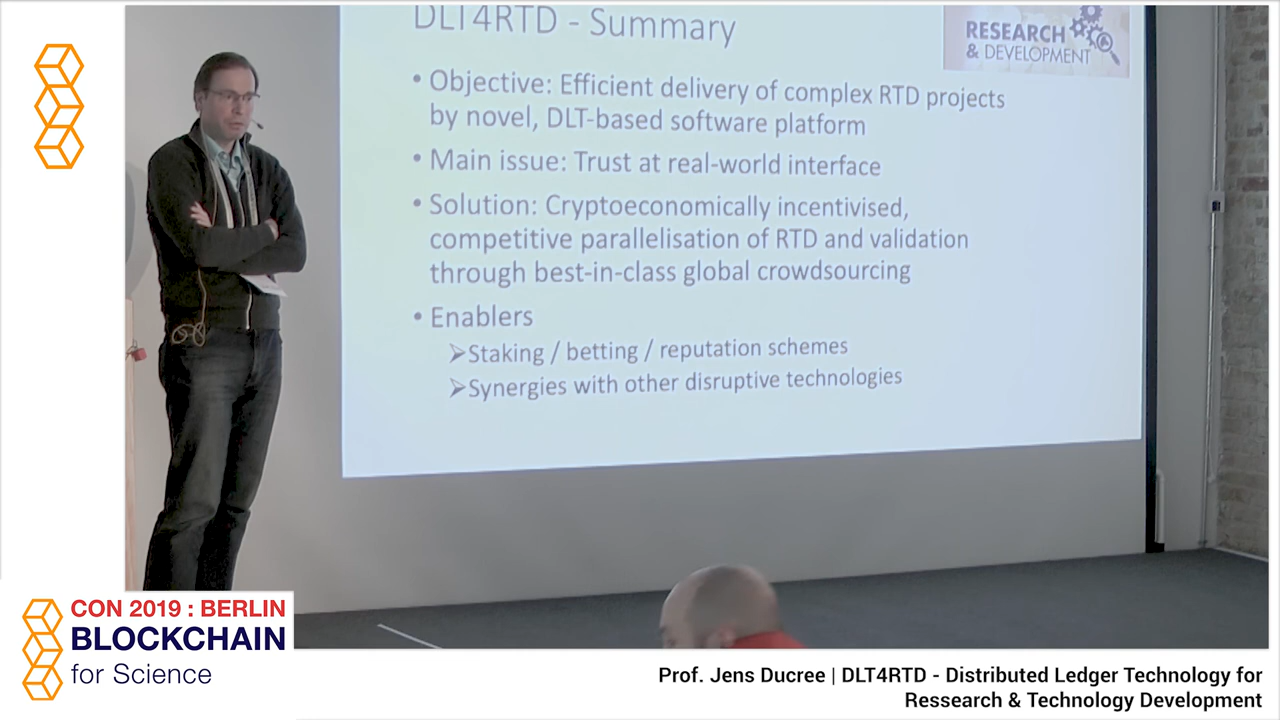 DLT4RTD - Summary
RESEARCH
& DEVELOPMENT
• Objective: Efficient delivery of complex RTD projects
by novel, DLT-based software platform
• Main issue: Trust at real-world interface
• Solution: Cryptoeconomically incentivised,
competitive parallelisation of RTD and validation
through best-in-class global crowdsourcing
• Enablers
➢Staking / betting / reputation schemes
➢Synergies with other disruptive technologies
CON 2019 : BERLIN
BLOCKCHAIN
for Science
Prof. Jens Ducree | DLT4RTD - Distributed Ledger Technology for
Ressearch & Technology Development